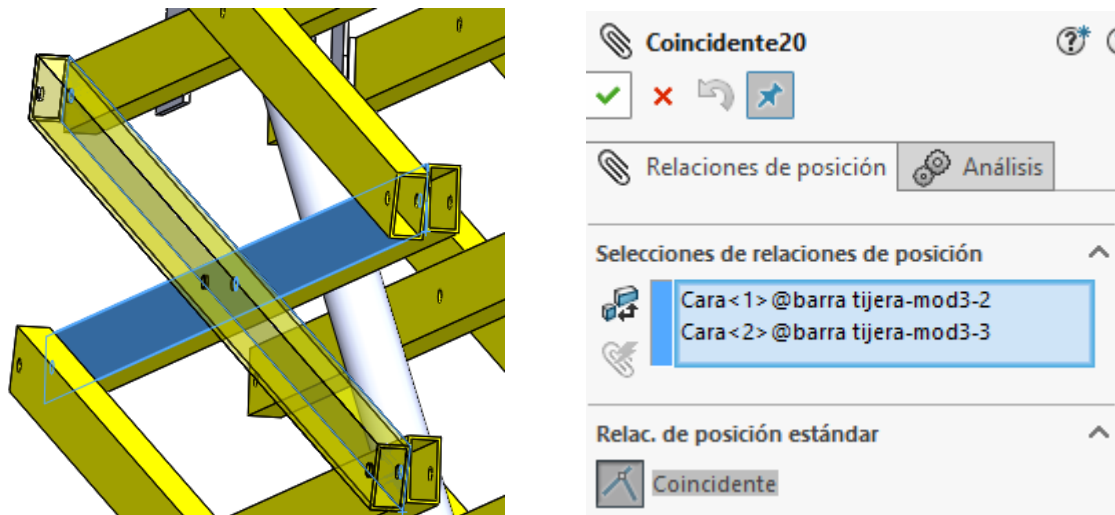 Coincidente20
Relaciones de posición
Análisis
Selecciones de relaciones de posición
Cara<1>@barra tijera-mod3-2
Cara<2>@barra tijera-mod3-3
Relac. de posición estándar
Coincidente